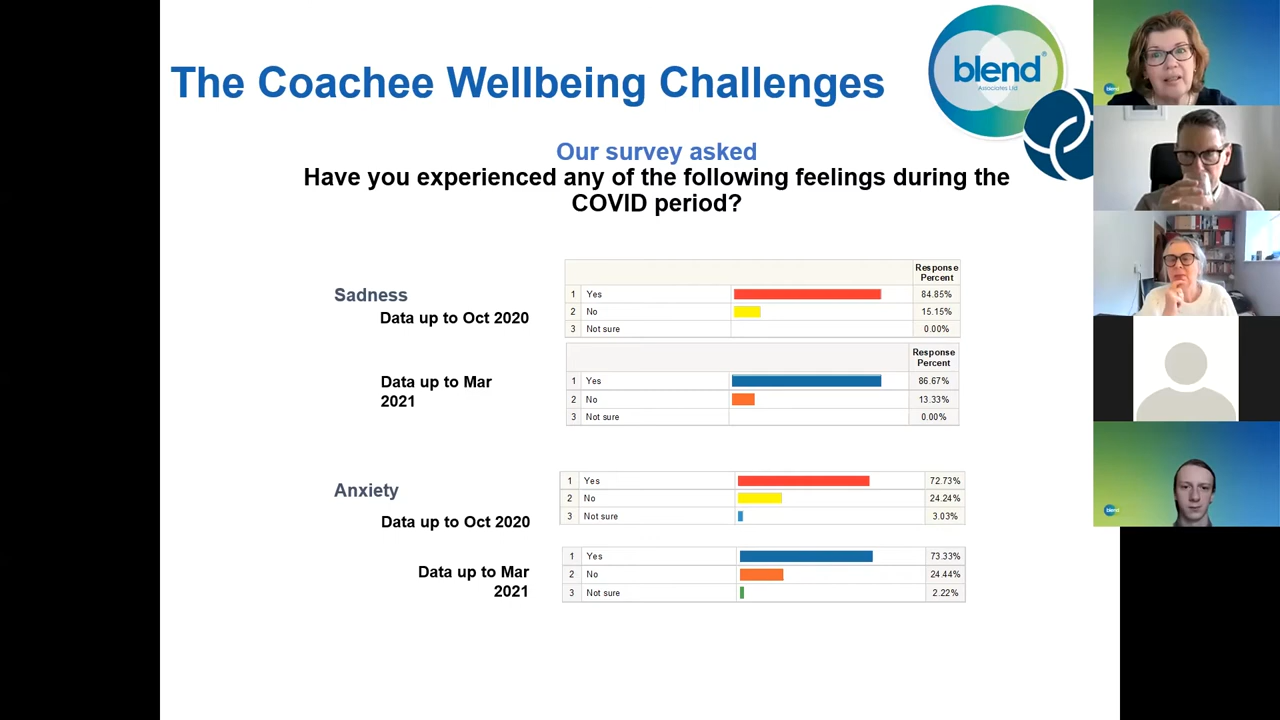 The Coachee Wellbeing Challenges
blend®
Associates Ltd
Our survey asked
Have you experienced any of the following feelings during the
COVID period?
Sadness
Data up to Oct 2020
Response
Percent
1 Yes 84.85%
2 No 15.15%
3 Not sure 0.00%
Data up to Mar
2021
Response
Percent
1 Yes 86.67%
2 No 13.33%
3 Not sure 0.00%
Anxiety
Data up to Oct 2020
1 Yes 72.73%
2 No 24.24%
3 Not sure 3.03%
Data up to Mar
2021
1 Yes 73.33%
2 No 24.44%
3 Not sure 2.22%
blend
blend